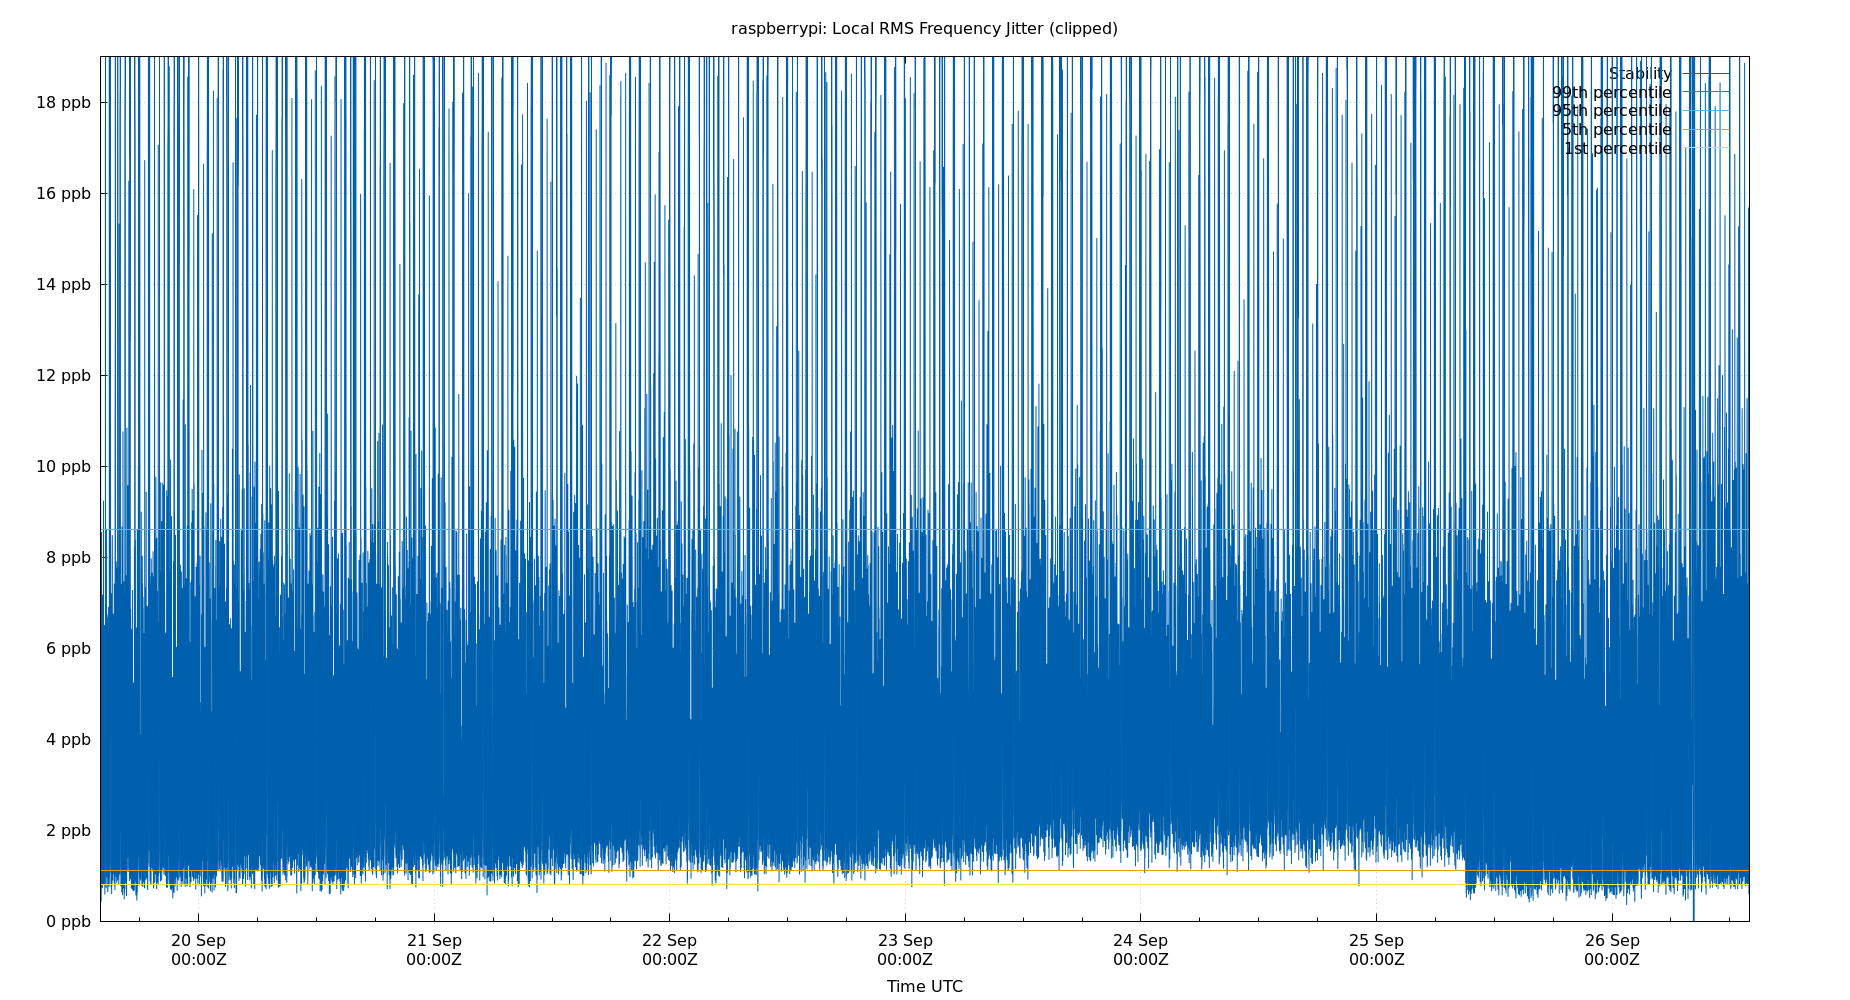 raspberrypi: Local RMS Frequency Jitter (clipped)
Stability
99th percentile
95th percentile
5th percentile
1st percentile
18 ppb
16 ppb
14 ppb
12 ppb
10 ppb
8 ppb
6 ppb
4 ppb
2 ppb
0 ppb
20 Sep
00:00Z
21 Sep
00:00Z
22 Sep
00:00Z
23 Sep
00:00Z
24 Sep
00:00Z
25 Sep
00:00Z
26 Sep
00:00Z
Time UTC